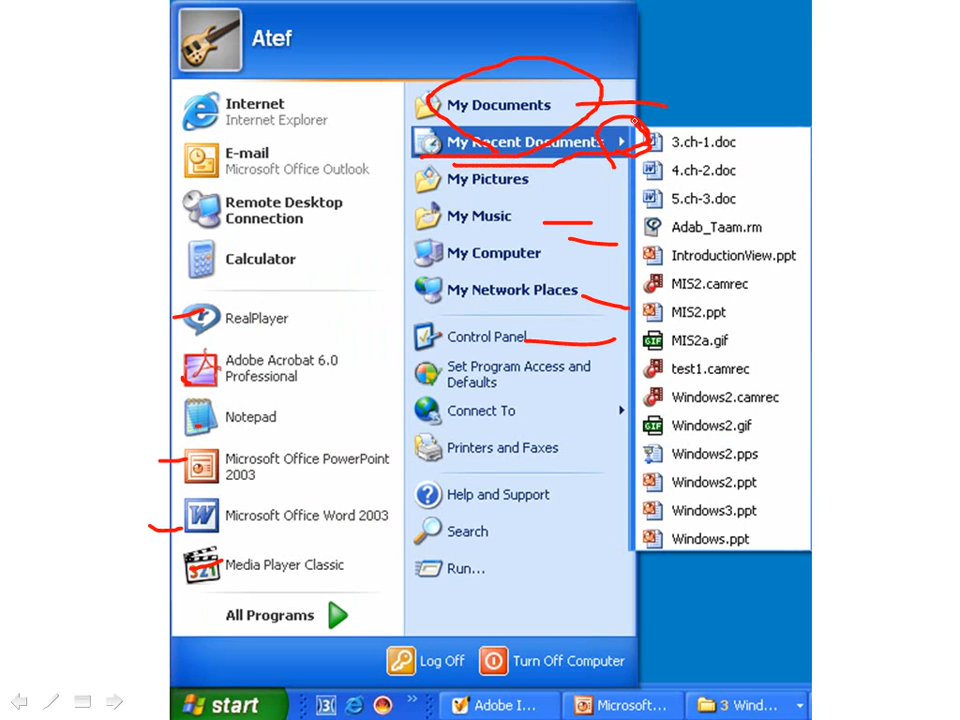 Atef
Internet
Internet Explorer
E-mail
Microsoft Office Outlook
Remote Desktop
Connection
Calculator
RealPlayer
Adobe Acrobat 6.0
Professional
Notepad
Microsoft Office PowerPoint
2003
Microsoft Office Word 2003
Media Player Classic
All Programs
My Documents
My Recent Documents
My Pictures
My Music
My Computer
My Network Places
Control Panel
Set Program Access and
Defaults
Connect To
Printers and Faxes
Help and Support
Search
Run...
3.ch-1.doc
4.ch-2.doc
5.ch-3.doc
Adab_Taam.rm
IntroductionView.ppt
MIS2.camrec
MIS2.ppt
MIS2a.gif
test1.camrec
Windows2.camrec
Windows2.gif
Windows2.pps
Windows2.ppt
Windows3.ppt
Windows.ppt
Log Off
Turn Off Computer
start
Adobe I...
Microsoft...
3 Wind...